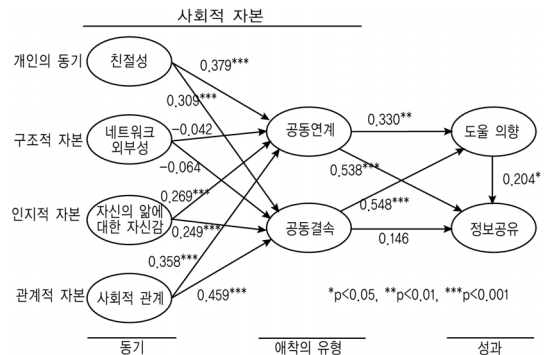 사회적 자본
개인의 동기
친절성
0.379***
0.309***
구조적 자본
네트워크
외부성
-0.042
-0.064
공동연계
0.330**
도울 의향
0.538***
0.204*
인지적 자본
자신의 앎에
대한 자신감
0.269***
0.249***
공동결속
0.548***
0.146
정보공유
0.358***
관계적 자본
사회적 관계
0.459***
*p<0.05, **p<0.01, ***p<0.001
동기
애착의 유형
성과